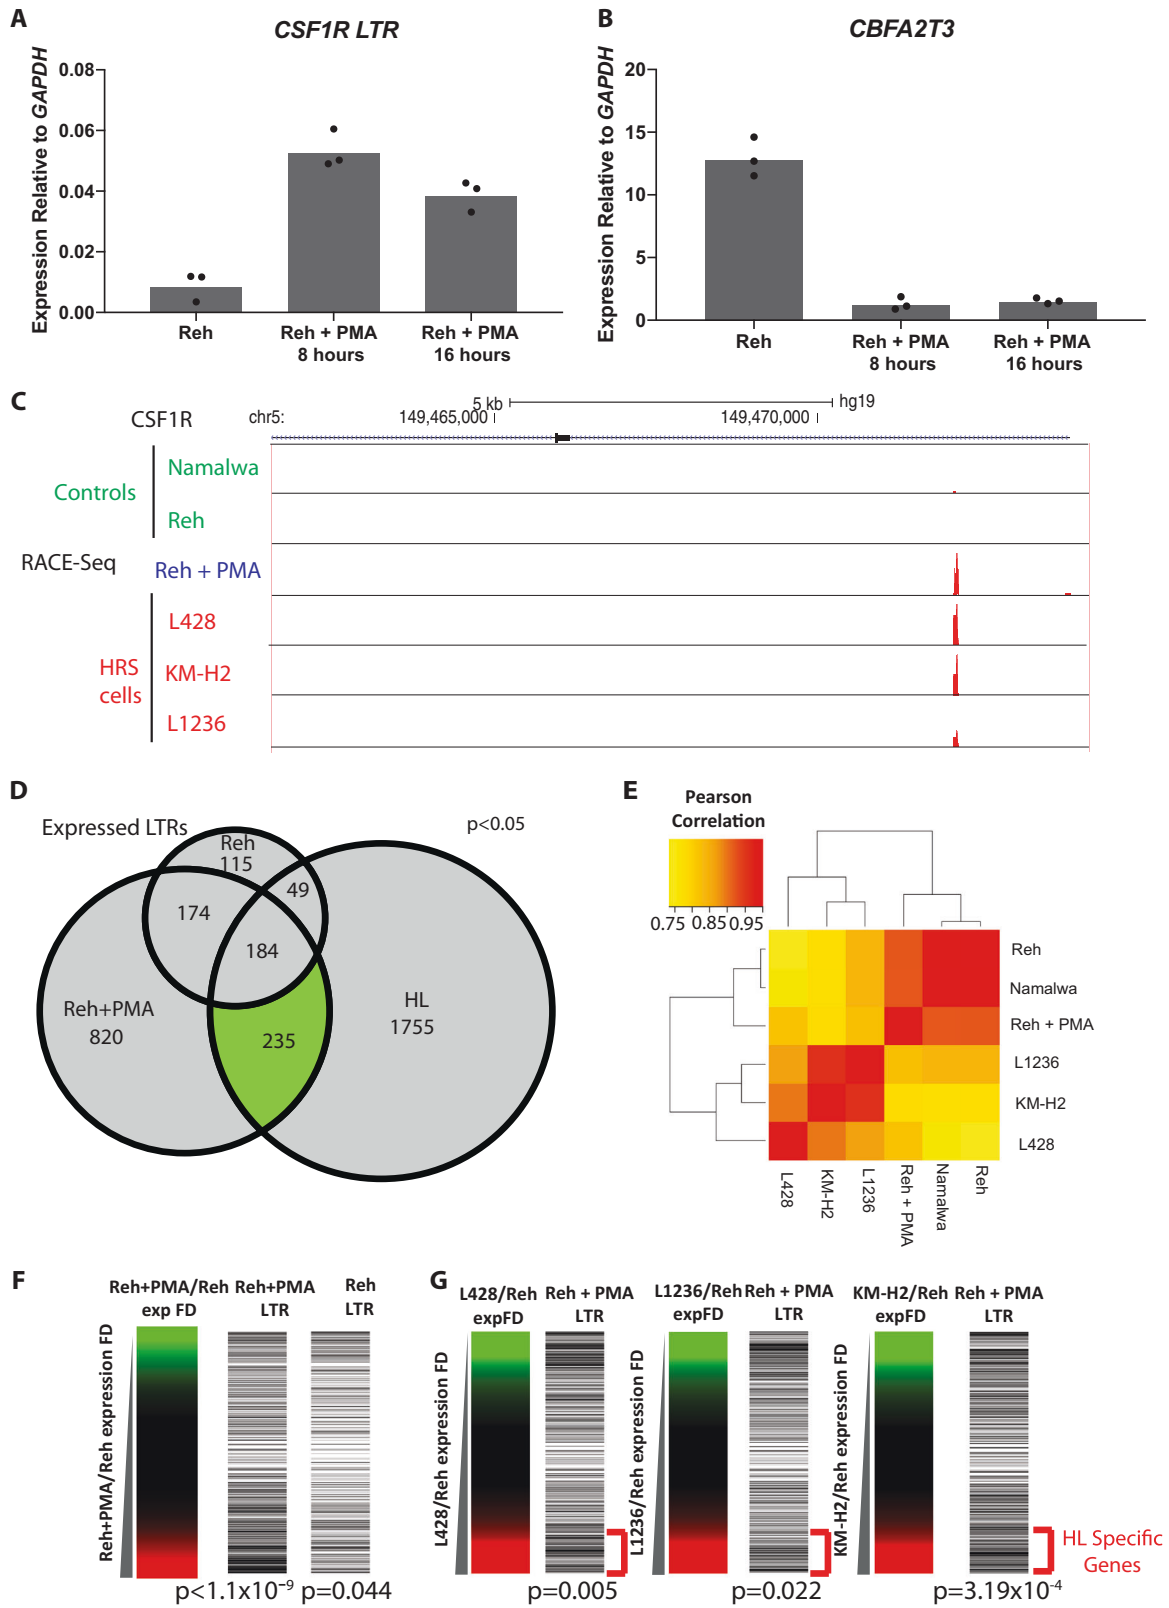 A
CSF1R LTR
Expression Relative to GAPDH
0.08
0.06
0.04
0.02
0.00
Reh
Reh + PMA
8 hours
Reh + PMA
16 hours
B
CBFA2T3
Expression Relative to GAPDH
20
15
10
5
0
Reh
Reh + PMA
8 hours
Reh + PMA
16 hours
C
CSF1R
chr5:
5 kb
hg19
149,465,000
149,470,000
Controls
Namalwa
Reh
RACE-Seq
Reh + PMA
HRS
cells
L428
KM-H2
L1236
D
Expressed LTRs
p<0.05
Reh
115
49
174
184
Reh+PMA
820
235
HL
1755
E
Pearson
Correlation
0.75 0.85 0.95
Reh
Namalwa
Reh + PMA
L1236
KM-H2
L428
L428
KM-H2
L1236
Reh + PMA
Namalwa
Reh
F
Reh+PMA/Reh
exp FD
Reh+PMA
LTR
Reh
LTR
Reh+PMA/Reh expression FD
p<1.1x10⁻⁹
p=0.044
G
L428/Reh
expFD
Reh + PMA
LTR
L428/Reh expression FD
p=0.005
L1236/Reh
expFD
Reh + PMA
LTR
L1236/Reh expression FD
p=0.022
KM-H2/Reh
expFD
Reh + PMA
LTR
KM-H2/Reh expression FD
p=3.19x10⁻⁴
HL Specific
Genes